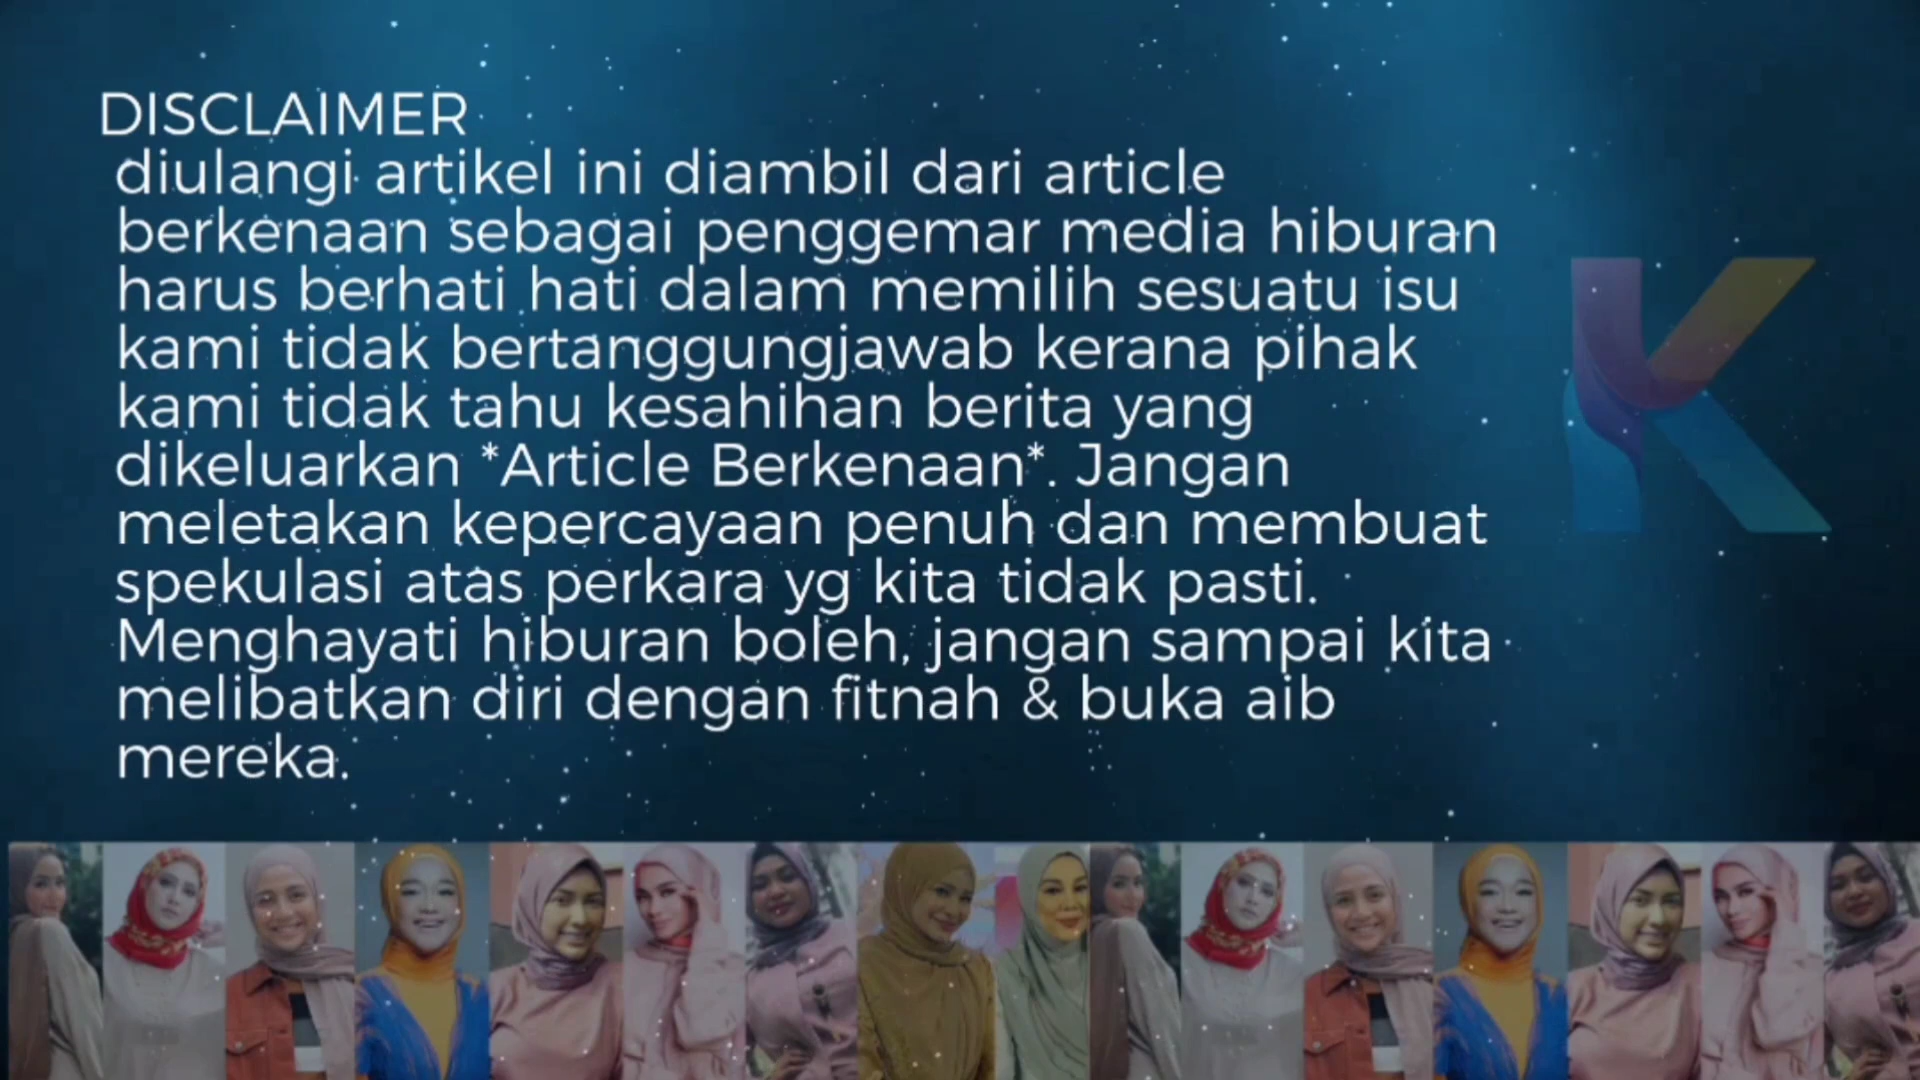 DISCLAIMER
diulangi artikel ini diambil dari article
berkenaan sebagai penggemar media hiburan
harus berhati hati dalam memilih sesuatu isu
kami tidak bertanggungjawab kerana pihak
kami tidak tahu kesahihan berita yang
dikeluarkan *Article Berkenaan*. Jangan
meletakan kepercayaan penuh dan membuat
spekulasi atas perkara yg kita tidak pasti.
Menghayati hiburan boleh, jangan sampai kita
melibatkan diri dengan fitnah & buka aib
mereka.
K